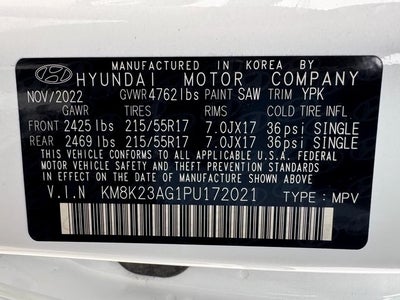 MANUFACTURED IN KOREA BY
HYUNDAI MOTOR COMPANY
NOV/2022 GVWR 4762 lbs PAINT SAW TRIM YPK
GAWR TIRES RIMS COLD TIRE INFL
FRONT 2425 lbs 215/55R17 7.0JX17 36psi SINGLE
REAR 2469 lbs 215/55R17 7.0JX17 36psi SINGLE
THIS VEHICLE CONFORMS TO ALL APPLICABLE U.S.A. FEDERAL
MOTOR VEHICLE SAFETY AND THEFT PREVENTION STANDARDS
IN EFFECT ON THE DATE OF MANUFACTURE SHOWN ABOVE.
V.I.N KM8K23AG1PU172021 TYPE: MPV